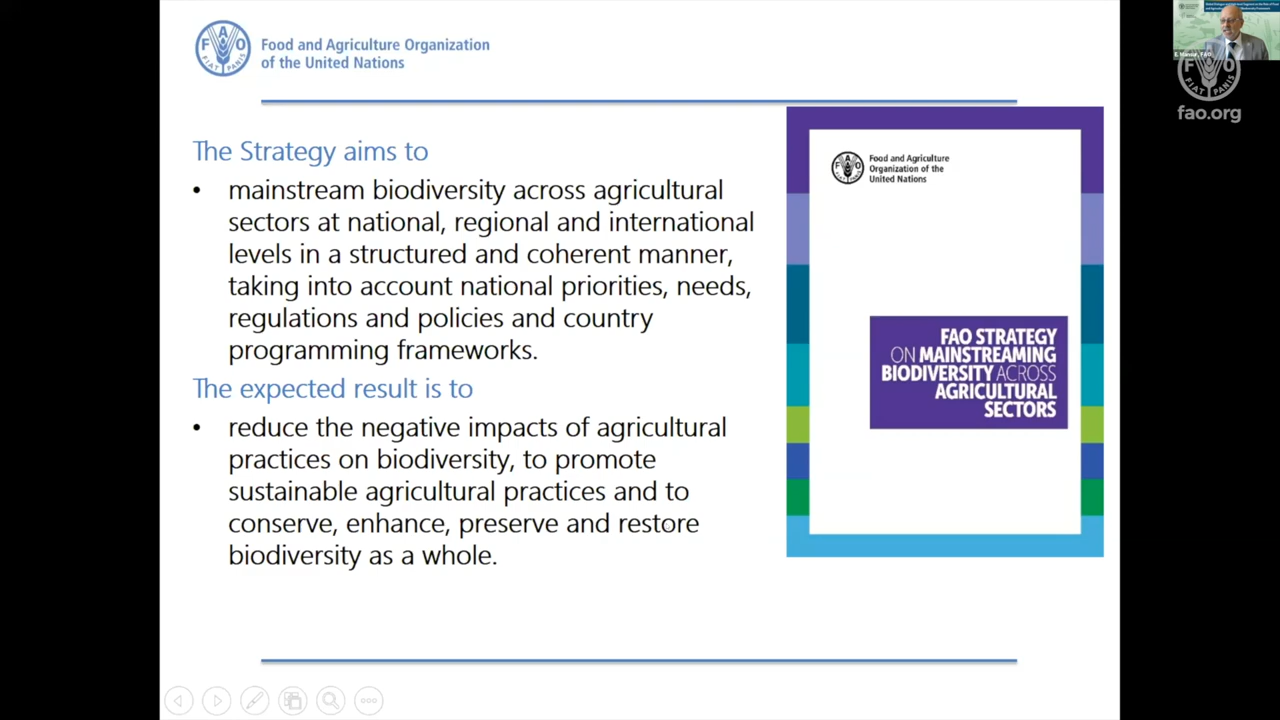 Food and Agriculture Organization
of the United Nations
The Strategy aims to
• mainstream biodiversity across agricultural
sectors at national, regional and international
levels in a structured and coherent manner,
taking into account national priorities, needs,
regulations and policies and country
programming frameworks.
The expected result is to
• reduce the negative impacts of agricultural
practices on biodiversity, to promote
sustainable agricultural practices and to
conserve, enhance, preserve and restore
biodiversity as a whole.
Food and Agriculture
Organization of the
United Nations
FAO STRATEGY
ON MAINSTREAMING
BIODIVERSITY ACROSS
AGRICULTURAL
SECTORS
FAO
FIAT PANIS
fao.org